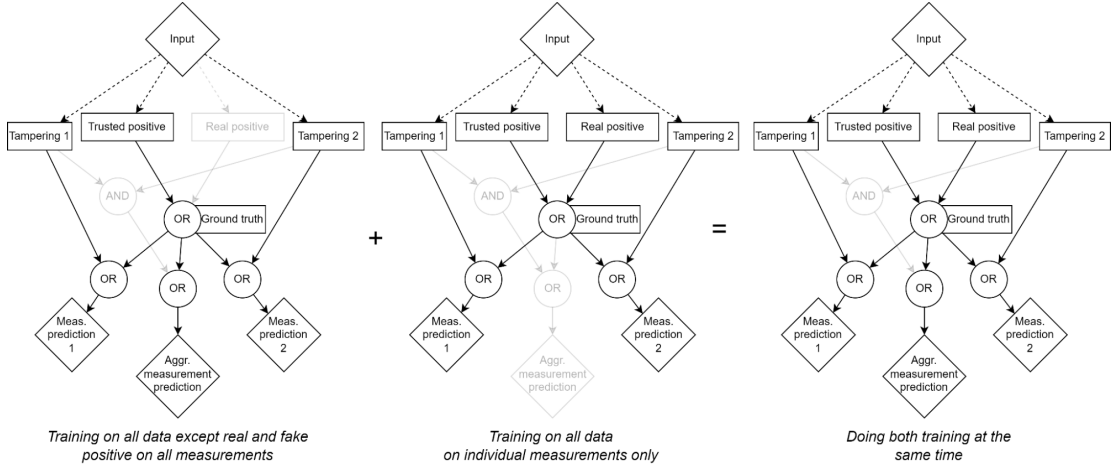 Input
Tampering 1
Trusted positive
Real positive
Tampering 2
AND
OR
Ground truth
OR
OR
OR
Meas.
prediction
1
Aggr.
measurement
prediction
Meas.
prediction
2
Training on all data except real and fake
positive on all measurements
+
Input
Tampering 1
Trusted positive
Real positive
Tampering 2
AND
OR
Ground truth
OR
OR
OR
Meas.
prediction
1
Aggr.
measurement
prediction
Meas.
prediction
2
Training on all data
on individual measurements only
=
Input
Tampering 1
Trusted positive
Real positive
Tampering 2
AND
OR
Ground truth
OR
OR
OR
Meas.
prediction
1
Aggr.
measurement
prediction
Meas.
prediction
2
Doing both training at the
same time